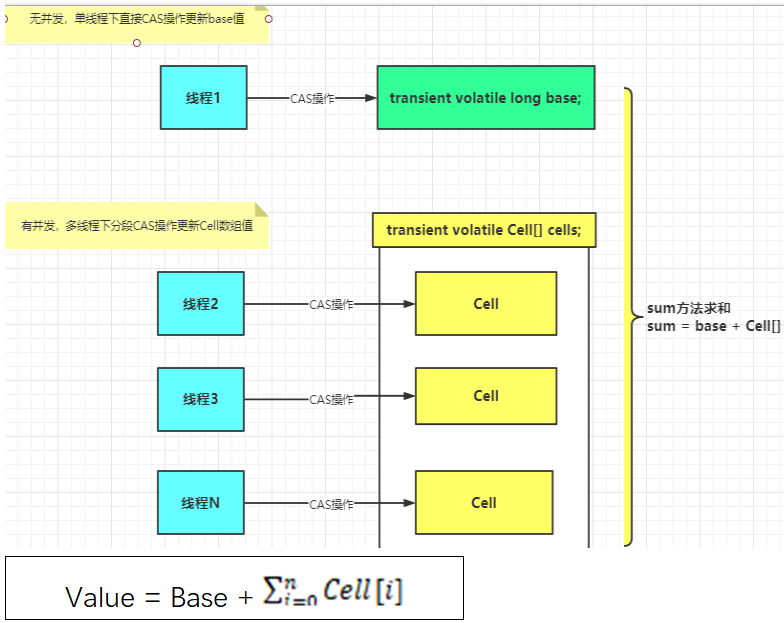 无并发，单线程下直接CAS操作更新base值
线程1
CAS操作
transient volatile long base;
有并发，多线程下分段CAS操作更新Cell数组值
transient volatile Cell[] cells;
线程2
CAS操作
Cell
线程3
CAS操作
Cell
线程N
CAS操作
Cell
sum方法求和
sum = base + Cell[]
Value = Base + ∑ⁿᵢ₌₀ Cell[i]